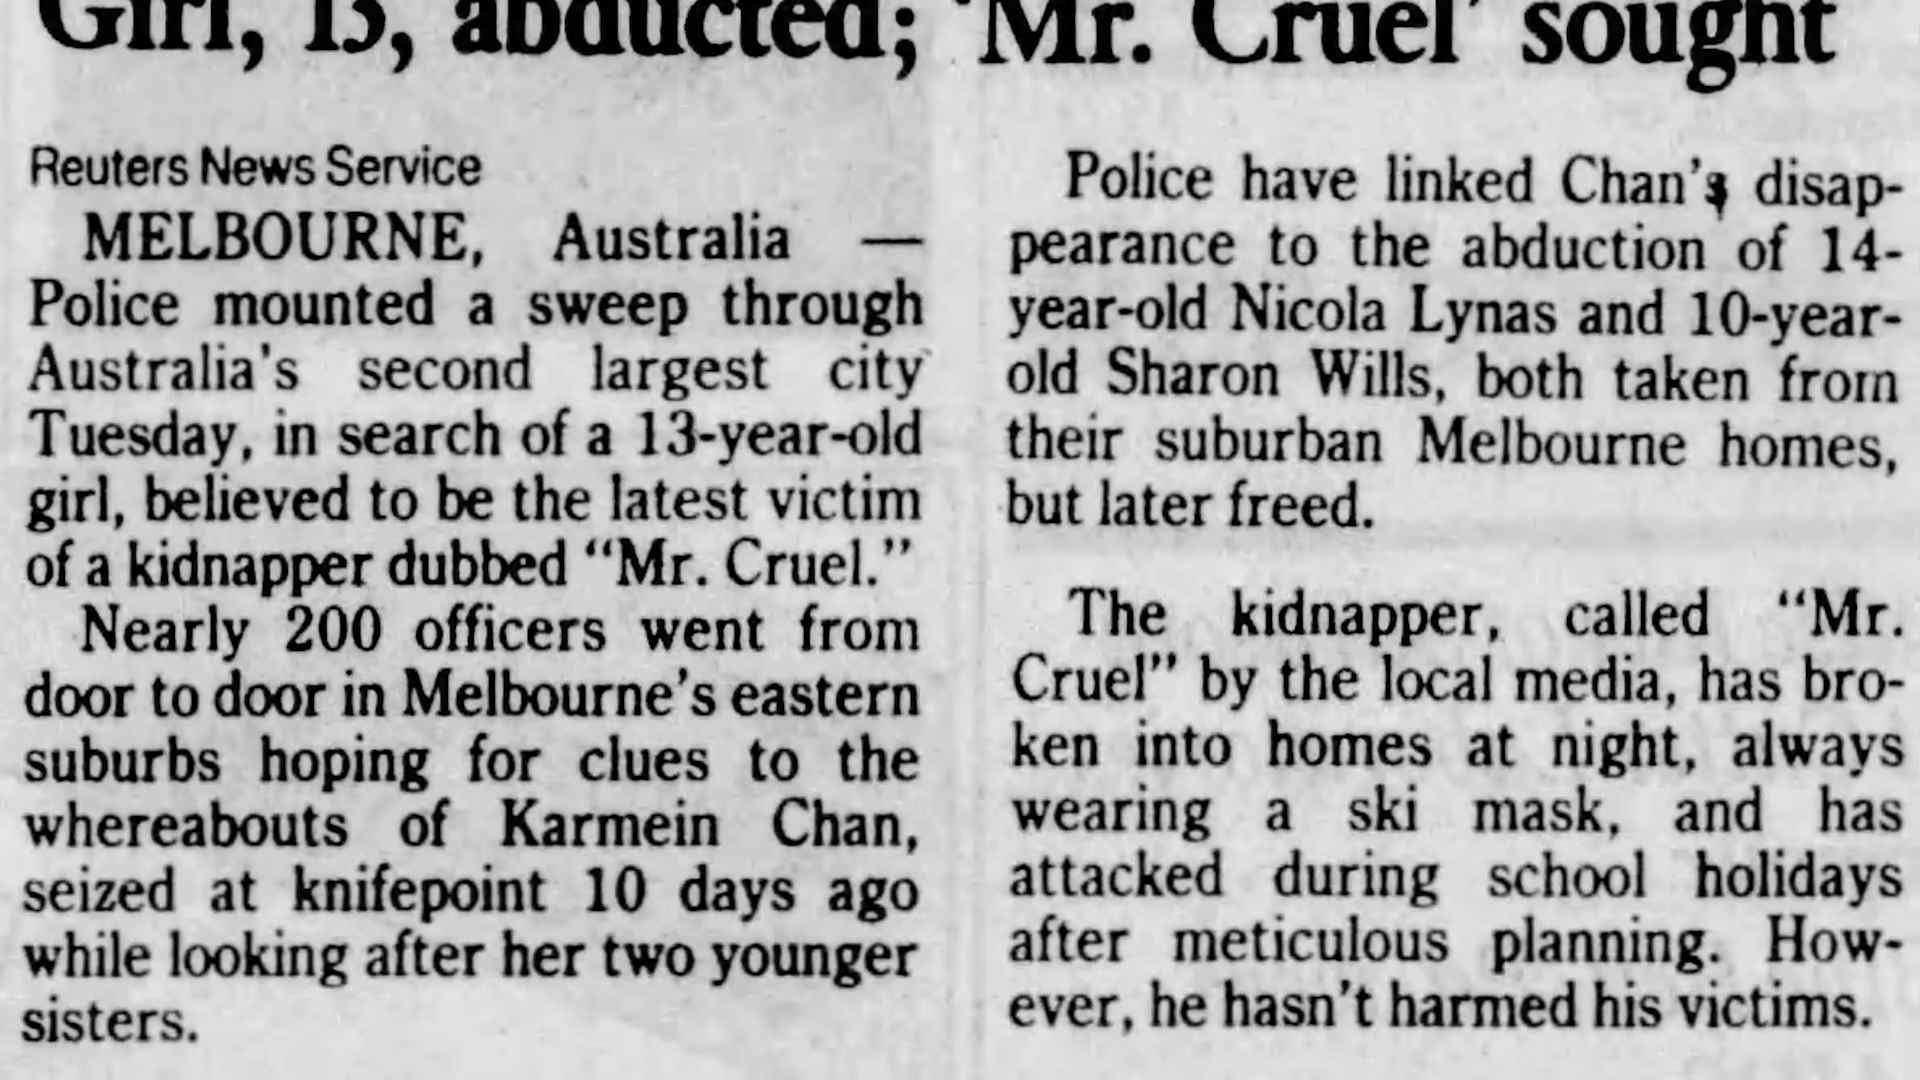 Girl, 13, abducted; 'Mr. Cruel' sought
Reuters News Service
MELBOURNE, Australia —
Police mounted a sweep through
Australia's second largest city
Tuesday, in search of a 13-year-old
girl, believed to be the latest victim
of a kidnapper dubbed “Mr. Cruel.”
Nearly 200 officers went from
door to door in Melbourne's eastern
suburbs hoping for clues to the
whereabouts of Karmein Chan,
seized at knifepoint 10 days ago
while looking after her two younger
sisters.
Police have linked Chan's disap-
pearance to the abduction of 14-
year-old Nicola Lynas and 10-year-
old Sharon Wills, both taken from
their suburban Melbourne homes,
but later freed.
The kidnapper, called “Mr.
Cruel” by the local media, has bro-
ken into homes at night, always
wearing a ski mask, and has
attacked during school holidays
after meticulous planning. How-
ever, he hasn't harmed his victims.